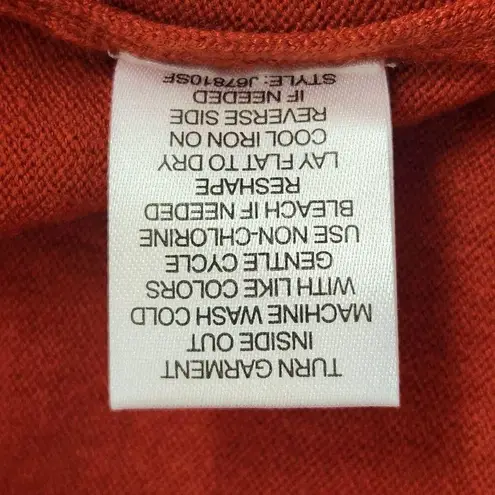 TURN GARMENT
INSIDE OUT
MACHINE WASH COLD
WITH LIKE COLORS
GENTLE CYCLE
USE NON-CHLORINE
BLEACH IF NEEDED
RESHAPE
LAY FLAT TO DRY
COOL IRON ON
REVERSE SIDE
IF NEEDED
STYLE: J67810SF